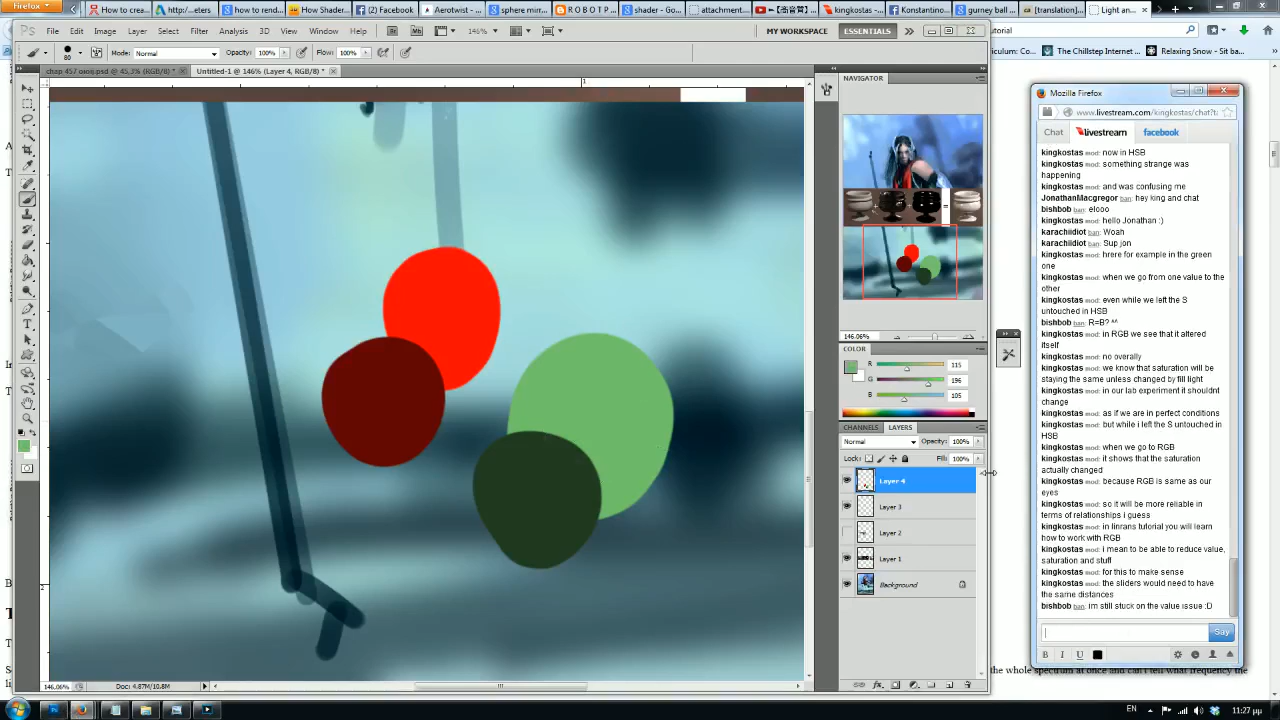 Firefox
How to creat...
http://...eters
how to rend...
How Shader...
(2) Facebook
Aerotwist - ...
sphere mirr...
R O B O T P ...
shader - Go...
attachment...
kingkostas -...
Konstantino...
gurney ball ...
[translation]...
Light an...
Ps
File Edit Image Layer Select Filter Analysis 3D View Window Help
Br Mb 146%
MY WORKSPACE ESSENTIALS
80 Mode: Normal Opacity: 100% Flow: 100%
Untitled-1 @ 146% (Layer 4, RGB/8) *
NAVIGATOR
146.06%
COLOR
R 115
G 196
B 105
CHANNELS LAYERS
Normal Opacity: 100%
Lock: Fill: 100%
Layer 4
Layer 3
Layer 2
Layer 1
Background
146.06% Doc: 4.87M/10.8M
utorial
iculum: Co...
The Chillstep Internet ...
Relaxing Snow - Sit ba...
Mozilla Firefox
www.livestream.com/kingkostas/chat?t
Chat livestream facebook
kingkostas mod: now in HSB
kingkostas mod: something strange was
happening
kingkostas mod: and was confusing me
JonathanMacgregor ban: hey king and chat
bishbob ban: elooo
kingkostas mod: hello Jonathan :)
karachiidiot ban: Woah
karachiidiot ban: Sup jon
kingkostas mod: hrere for example in the green
one
kingkostas mod: when we go from one value to the
other
kingkostas mod: even while we left the S
untouched in HSB
bishbob ban: R=B? ^^
kingkostas mod: in RGB we see that it altered
itself
kingkostas mod: no overally
kingkostas mod: we know that saturation will
be staying the same unless changed by fill light
kingkostas mod: in our lab experiment it shouldnt
change
kingkostas mod: as if we are in perfect conditions
kingkostas mod: but while i left the S untouched in
HSB
kingkostas mod: when we go to RGB
kingkostas mod: it shows that the saturation
actually changed
kingkostas mod: because RGB is same as our
eyes
kingkostas mod: so it will be more reliable in
terms of relationships i guess
kingkostas mod: in linrans tutorial you will learn
how to work with RGB
kingkostas mod: i mean to be able to reduce value,
saturation and stuff
kingkostas mod: for this to make sense
kingkostas mod: the sliders would need to have
the same distances
bishbob ban: im still stuck on the value issue :D
Say
B I U
the whole spectrum at once and can't tell what frequency the
EN 11:27 μμ